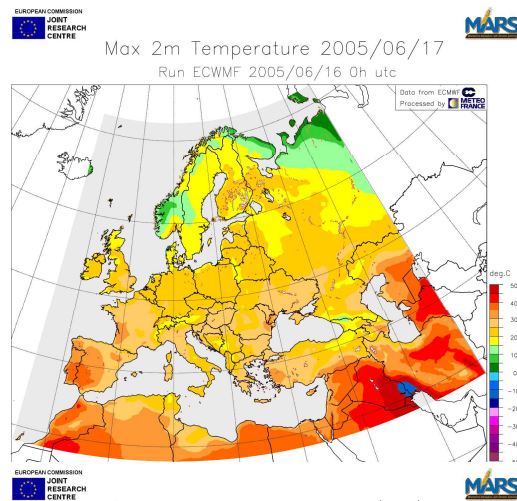 EUROPEAN COMMISSION
JOINT
RESEARCH
CENTRE
MARS
Max 2m Temperature 2005/06/17
Run ECWMF 2005/06/16 0h utc
Data from ECMWF
Processed by METEO
FRANCE
deg.C
50
40
30
20
10
0
-10
-20
-30
-40
EUROPEAN COMMISSION
JOINT
RESEARCH
CENTRE
MARS